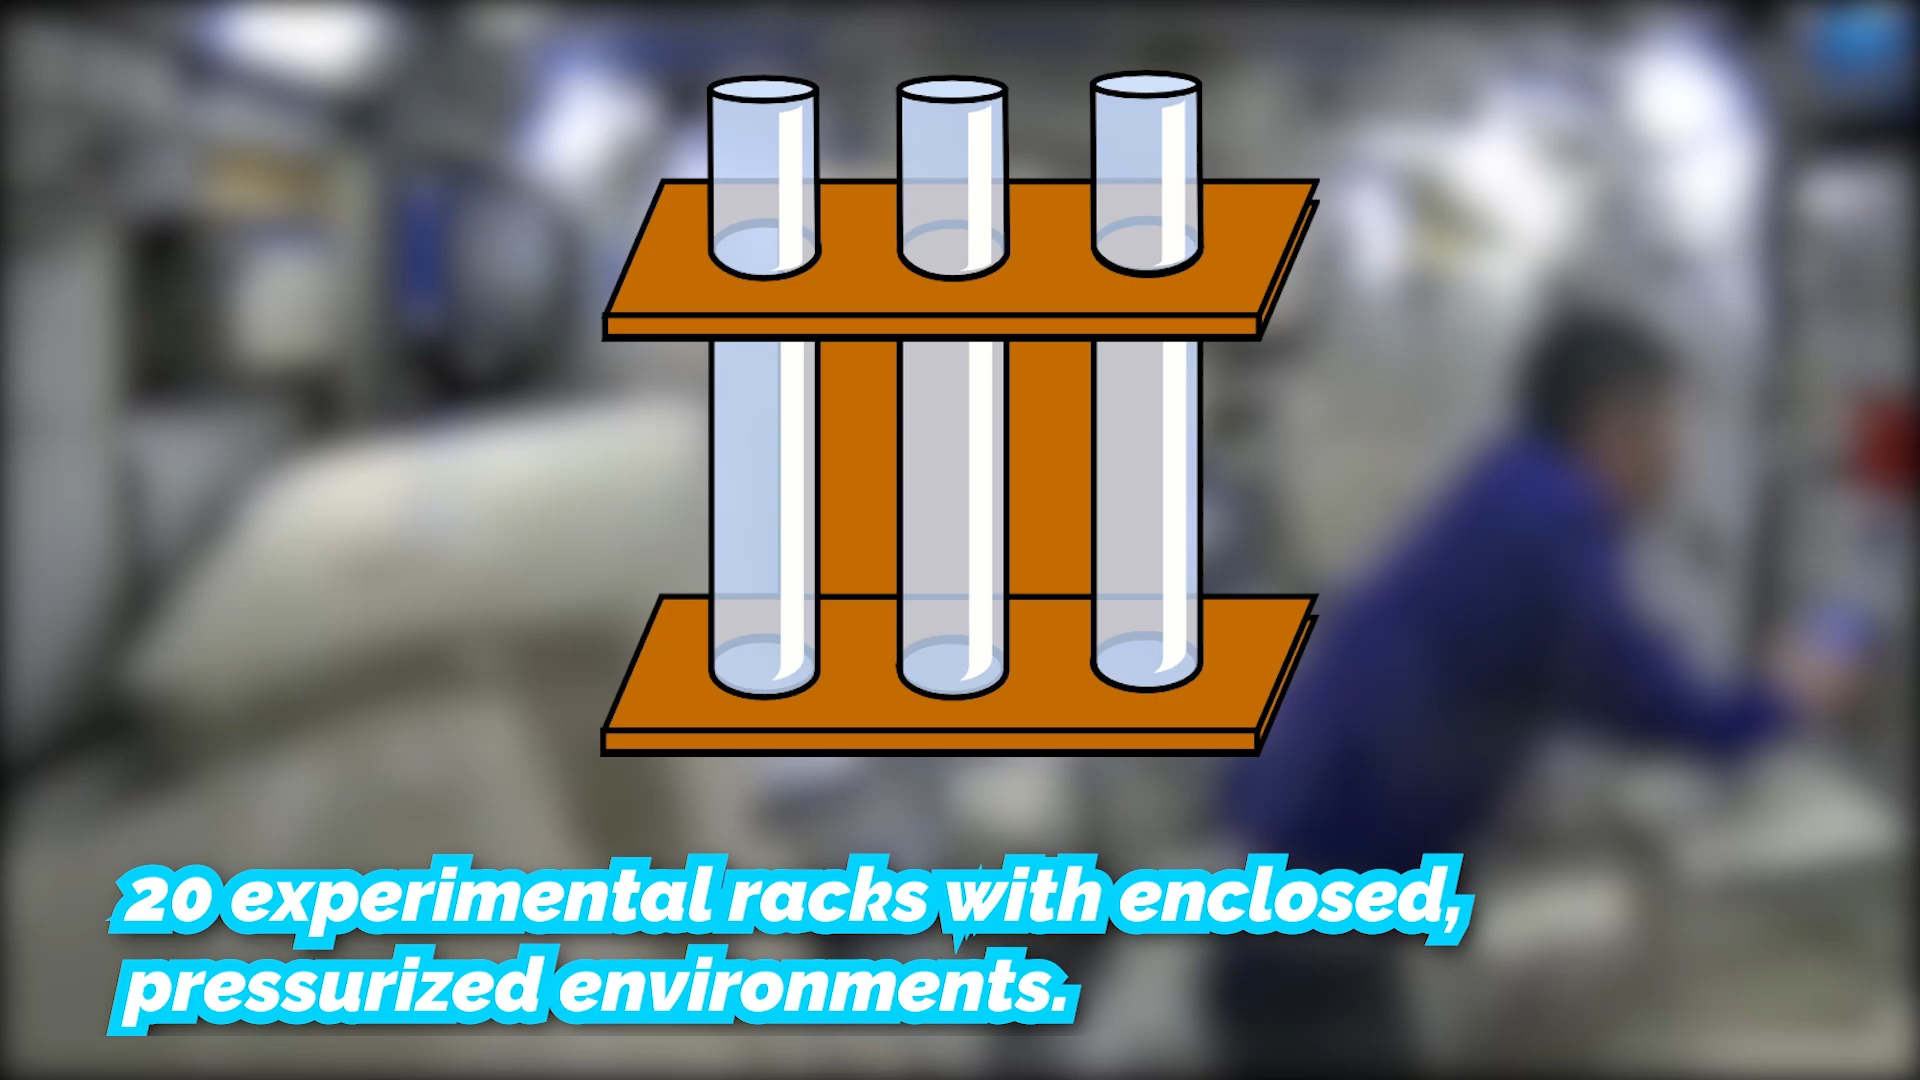 20 experimental racks with enclosed,
pressurized environments.